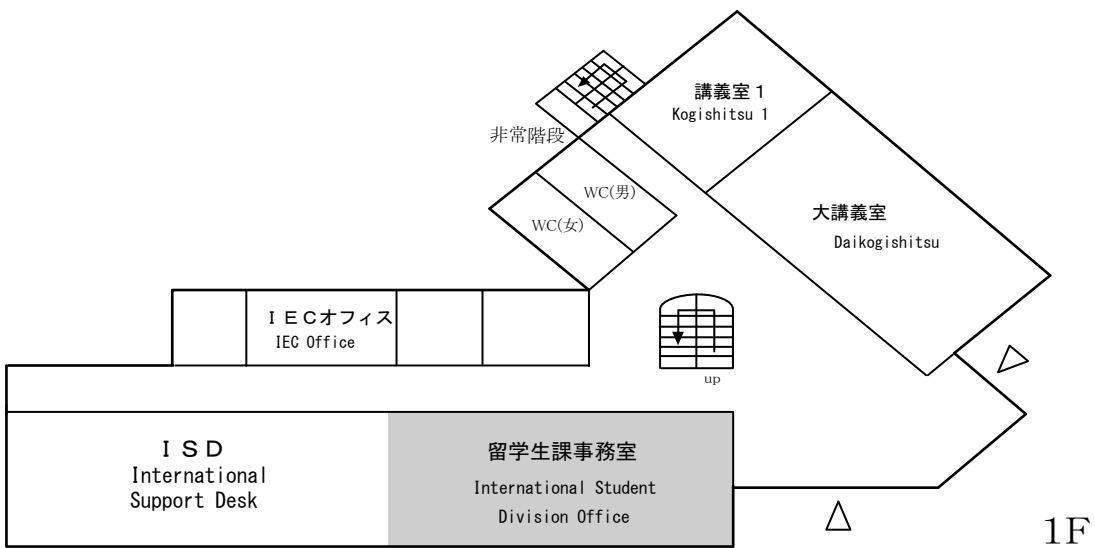 講義室１
Kogishitsu 1
非常階段
WC(男)
WC(女)
大講義室
Daikogishitsu
ＩＥＣオフィス
IEC Office
up
ＩＳＤ
International
Support Desk
留学生課事務室
International Student
Division Office
1F